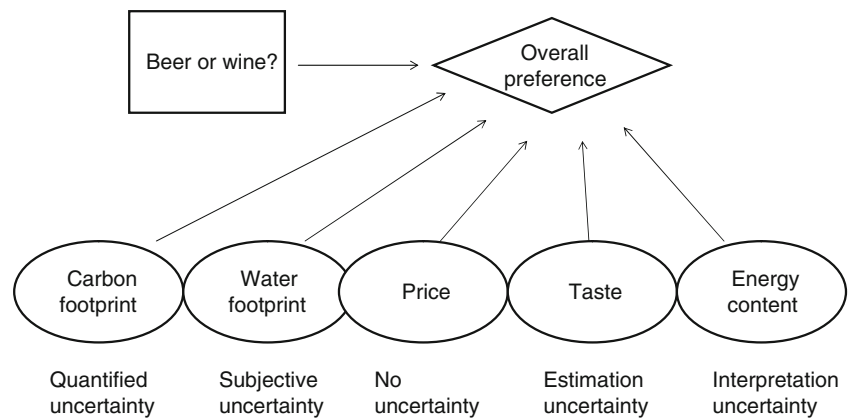 Beer or wine?
Overall
preference
Carbon
footprint
Water
footprint
Price
Taste
Energy
content
Quantified
uncertainty
Subjective
uncertainty
No
uncertainty
Estimation
uncertainty
Interpretation
uncertainty